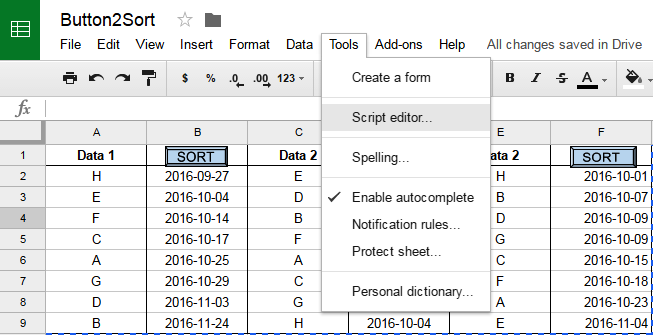 Button2Sort
File Edit View Insert Format Data Tools Add-ons Help All changes saved in Drive
$ % .0 .00 123 B I S A
Create a form
Script editor...
Spelling...
Enable autocomplete
Notification rules...
Protect sheet...
Personal dictionary...
fx
A B C E F
1 Data 1 SORT Data 2 ata 2 SORT
2 H 2016-09-27 E H 2016-10-01
3 E 2016-10-04 D B 2016-10-07
4 F 2016-10-14 B D 2016-10-09
5 C 2016-10-17 F G 2016-10-09
6 A 2016-10-25 A C 2016-10-15
7 G 2016-10-29 C F 2016-10-18
8 D 2016-11-03 G A 2016-10-23
9 B 2016-11-24 H 2016-10-04 E 2016-11-04